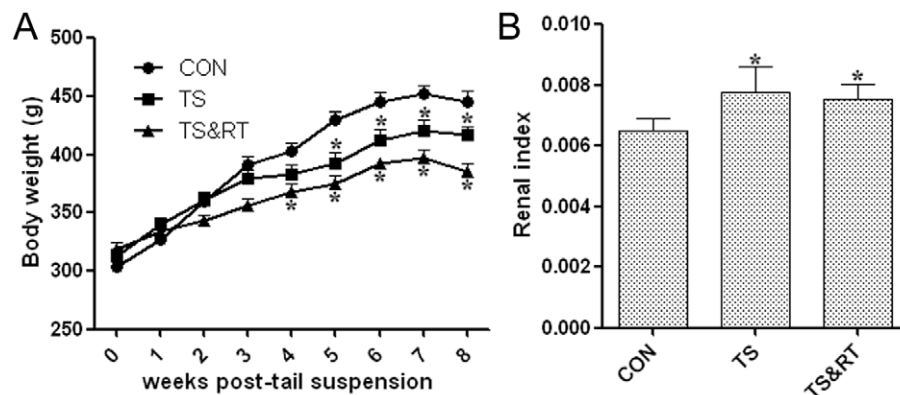 A
500
450
400
350
300
250
Body weight (g)
CON
TS
TS&RT
* * * *
* * * * *
0 1 2 3 4 5 6 7 8
weeks post-tail suspension
B
0.010
0.008
0.006
0.004
0.002
0.000
Renal index
* *
CON TS TS&RT